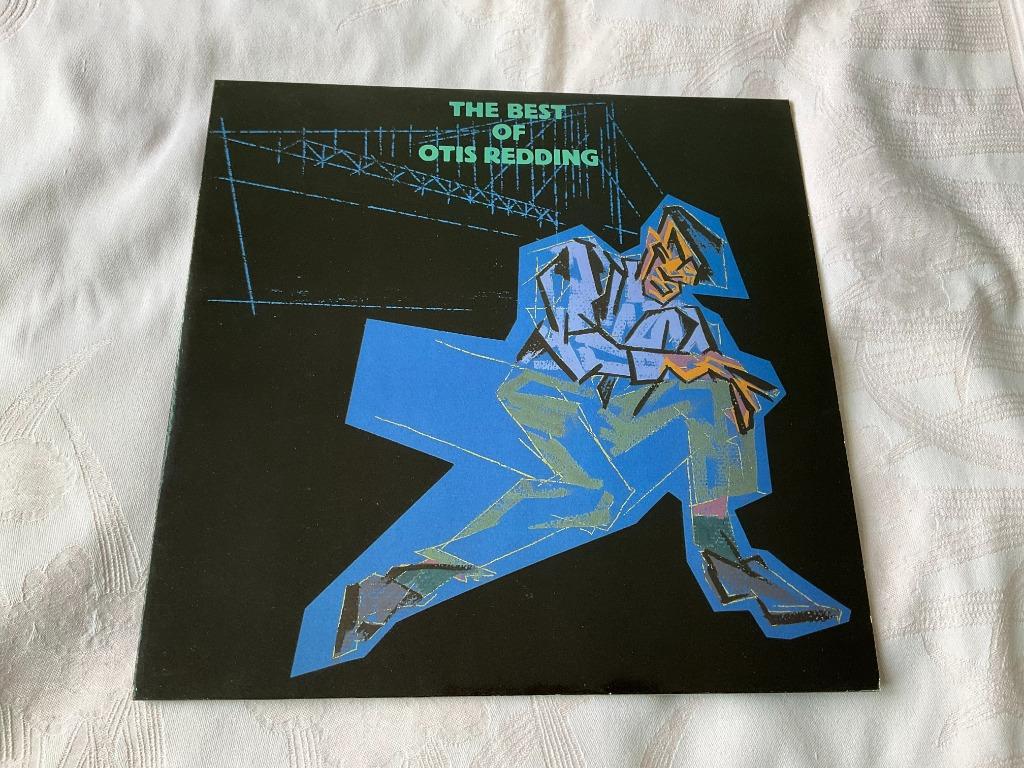 THE BEST
OF
OTIS REDDING